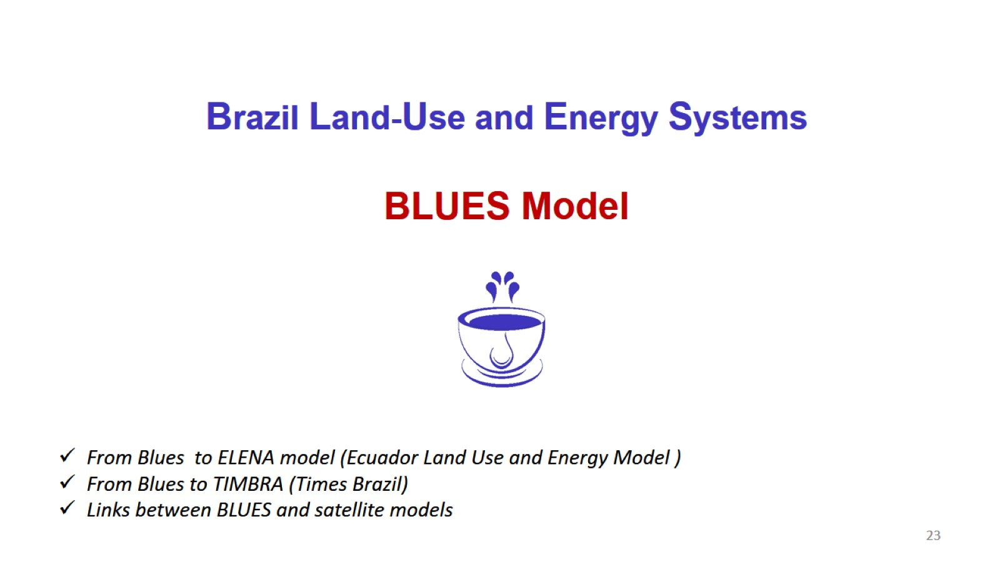 Brazil Land-Use and Energy Systems
BLUES Model
✓ From Blues  to ELENA model (Ecuador Land Use and Energy Model )
✓ From Blues to TIMBRA (Times Brazil)
✓ Links between BLUES and satellite models
23